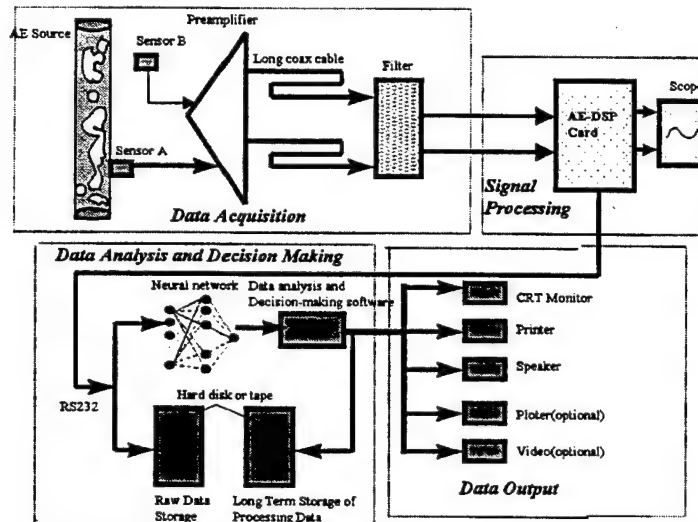 Preamplifier
AE Source
Sensor B
Long coax cable
Filter
Sensor A
Data Acquisition
AE-DSP
Card
Scop
Signal
Processing
Data Analysis and Decision Making
Neural network
Data analysis and
Decision-making software
RS232
Hard disk or tape
Raw Data
Storage
Long Term Storage of
Processing Data
CRT Monitor
Printer
Speaker
Ploter(optional)
Video(optional)
Data Output